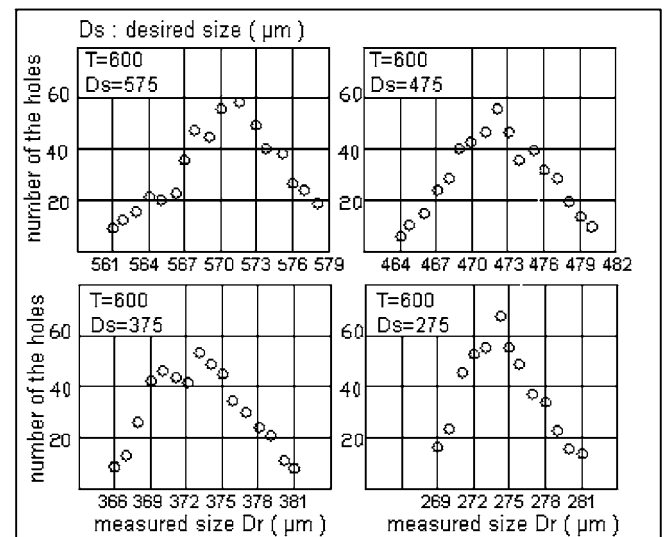 Ds : desired size ( µm )
number of the holes
60
40
20
T=600
Ds=575
561 564 567 570 573 576 579
60
40
20
T=600
Ds=475
464 467 470 473 476 479 482
number of the holes
60
40
20
T=600
Ds=375
366 369 372 375 378 381
measured size Dr ( µm )
60
40
20
T=600
Ds=275
269 272 275 278 281
measured size Dr ( µm )